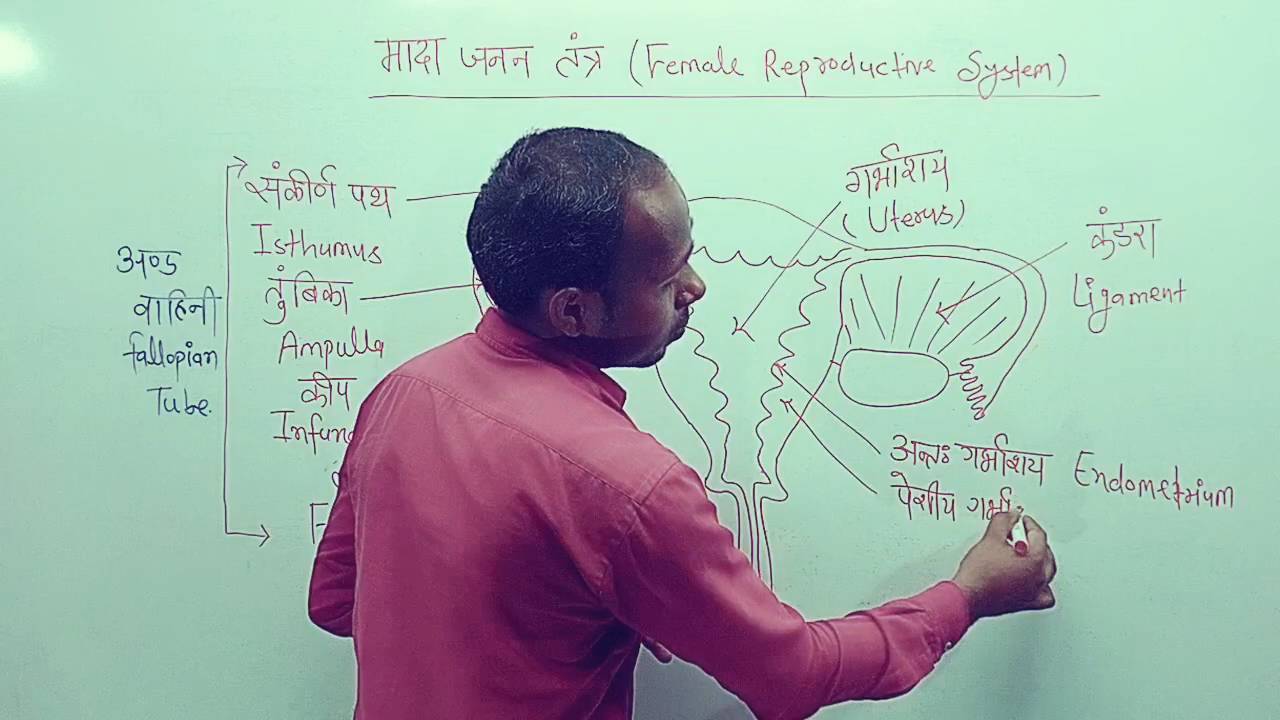 मादा जनन तंत्र (Female Reproductive System)
संकीर्ण पथ
Isthumus
तुंबिका
Ampulla
कीप
अण्ड
वाहिनी
fallopian
Tube.
गर्भाशय
(Uterus)
कंडरा
Ligament
अन्तः गर्भाशय Endometrium
पेशीय